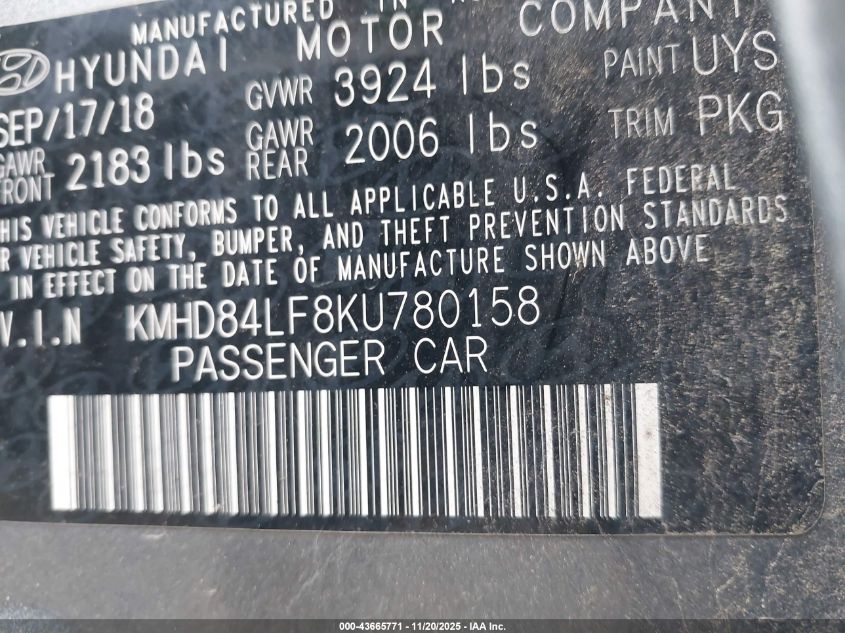 MANUFACTURED IN
HYUNDAI MOTOR COMPANY
SEP/17/18 GVWR 3924 lbs PAINT UYS
GAWR FRONT 2183 lbs GAWR REAR 2006 lbs TRIM PKG
THIS VEHICLE CONFORMS TO ALL APPLICABLE U.S.A. FEDERAL
R VEHICLE SAFETY, BUMPER, AND THEFT PREVENTION STANDARDS
IN EFFECT ON THE DATE OF MANUFACTURE SHOWN ABOVE
V.I.N KMHD84LF8KU780158
PASSENGER CAR
000-43665771 - 11/20/2025 - IAA Inc.